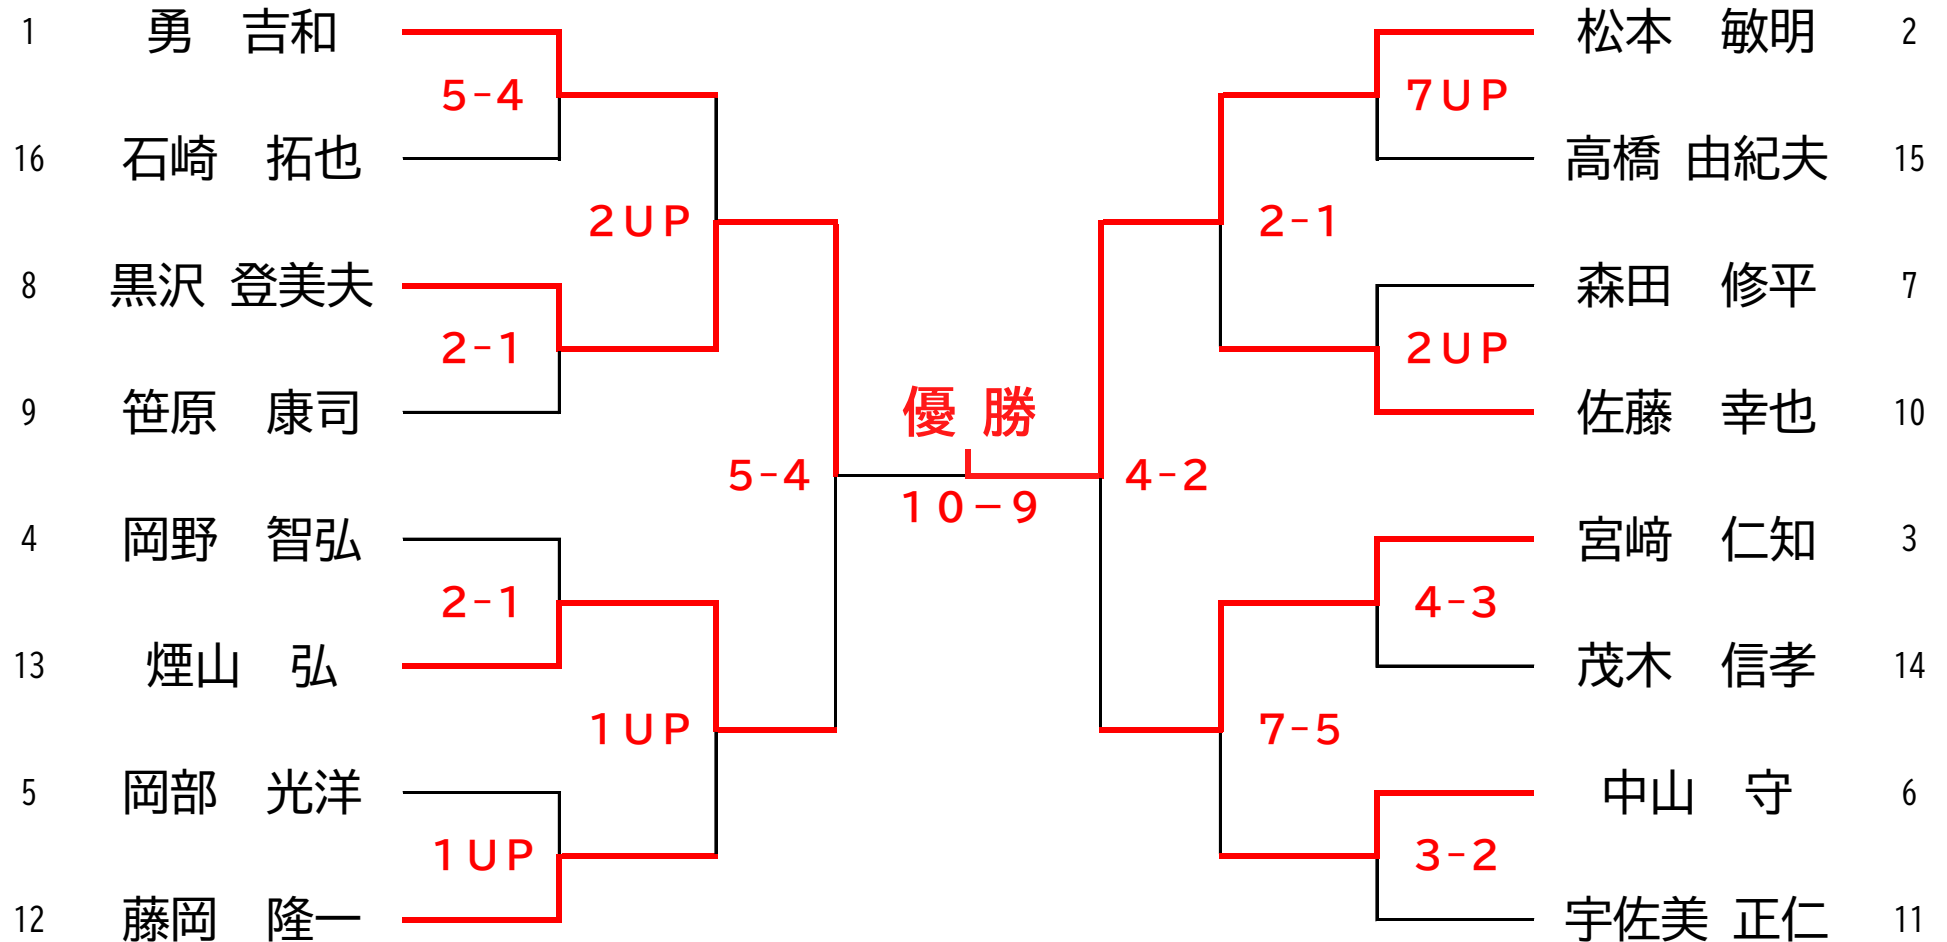 1 勇 吉和
5-4
16 石崎 拓也
2UP
8 黒沢 登美夫
2-1
9 笹原 康司
5-4
4 岡野 智弘
2-1
13 煙山 弘
1UP
5 岡部 光洋
1UP
12 藤岡 隆一
優勝
10-9
松本 敏明 2
7UP
高橋 由紀夫 15
2-1
森田 修平 7
2UP
佐藤 幸也 10
4-2
宮﨑 仁知 3
4-3
茂木 信孝 14
7-5
中山 守 6
3-2
宇佐美 正仁 11